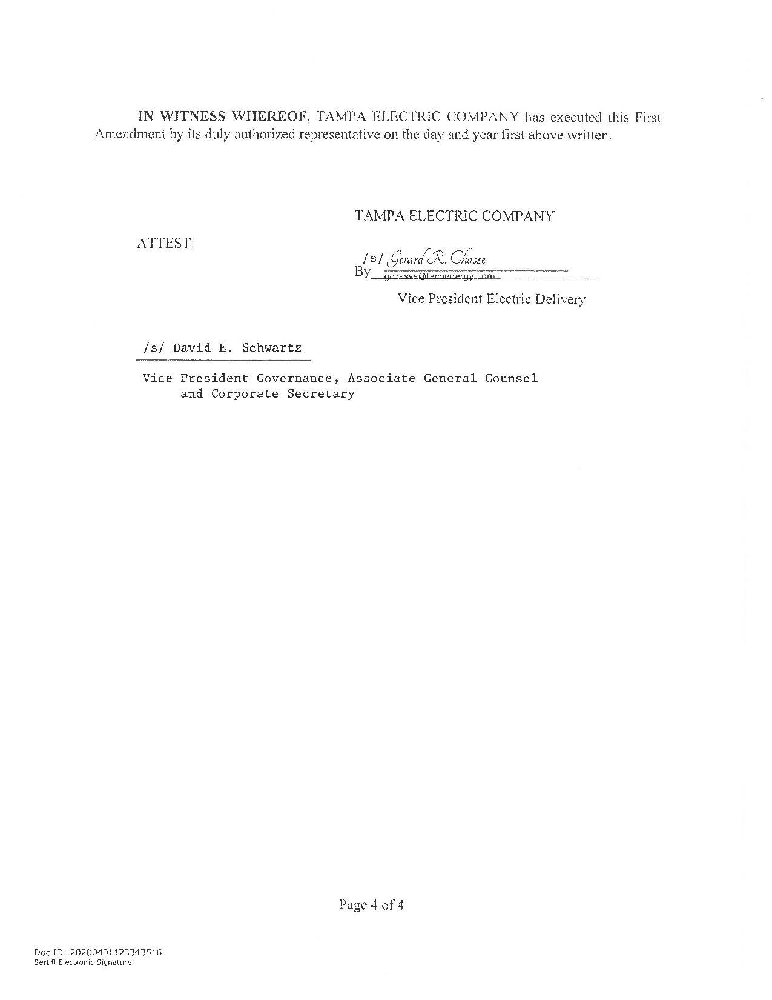 IN WITNESS WHEREOF, TAMPA ELECTRIC COMPANY has executed this First
Amendment by its duly authorized representative on the day and year first above written.
TAMPA ELECTRIC COMPANY
ATTEST:
/s/ Gerard R. Chasse
By gchasse@tecoenergy.com
Vice President Electric Delivery
/s/ David E. Schwartz
Vice President Governance, Associate General Counsel
and Corporate Secretary
Page 4 of 4
Doc ID: 20200401123343516
Sertifi Electronic Signature